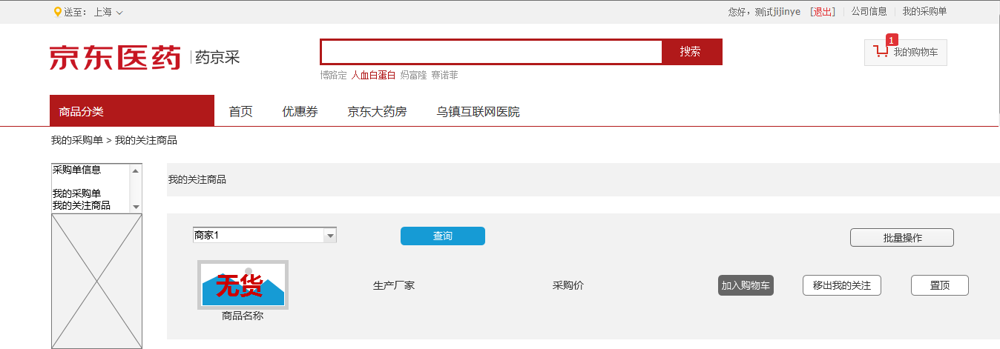 送至： 上海
您好，测试jijinye [退出] 公司信息 我的采购单
京东医药 药京采
搜索
1
我的购物车
博路定 人血白蛋白 妈富隆 赛诺菲
商品分类 首页 优惠券 京东大药房 乌镇互联网医院
我的采购单 > 我的关注商品
采购单信息
我的采购单
我的关注商品
我的关注商品
商家1 查询 批量操作
无货 生产厂家 采购价 加入购物车 移出我的关注 置顶
商品名称